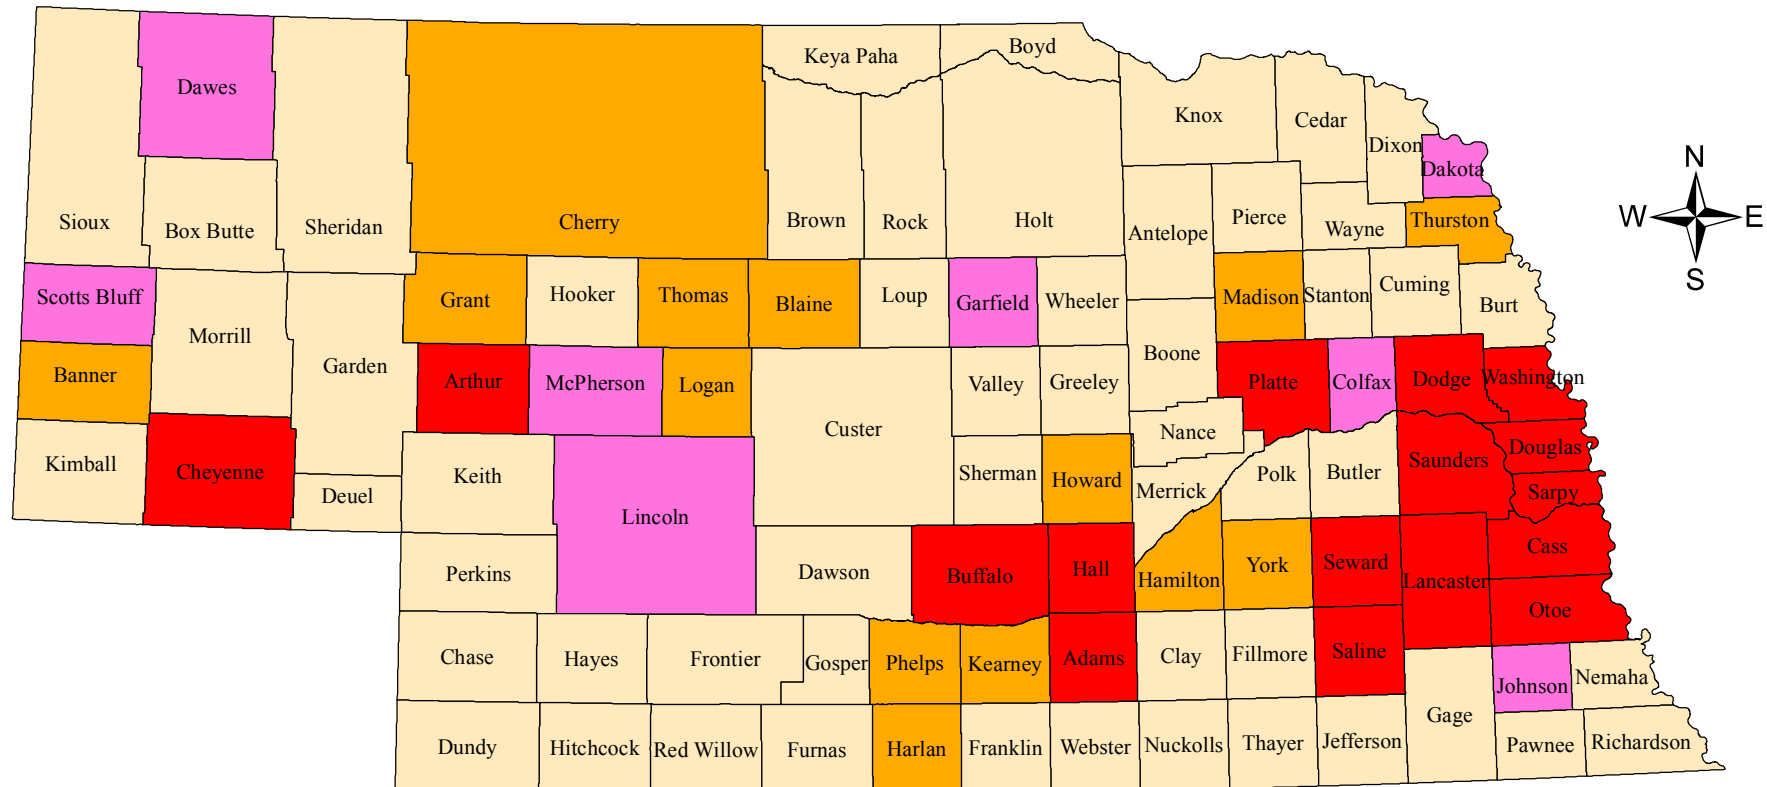 Keya Paha
Boyd
Dawes
Knox
Cedar
Dixon
Dakota
N
W
E
S
Sioux
Box Butte
Sheridan
Cherry
Brown
Rock
Holt
Antelope
Pierce
Wayne
Thurston
Scotts Bluff
Morrill
Grant
Hooker
Thomas
Blaine
Loup
Garfield
Wheeler
Madison
Stanton
Cuming
Burt
Banner
Garden
Arthur
McPherson
Logan
Custer
Valley
Greeley
Boone
Platte
Colfax
Dodge
Washington
Kimball
Cheyenne
Deuel
Keith
Lincoln
Sherman
Howard
Nance
Merrick
Polk
Butler
Saunders
Douglas
Sarpy
Perkins
Dawson
Buffalo
Hall
Hamilton
York
Seward
Lancaster
Cass
Otoe
Chase
Hayes
Frontier
Gosper
Phelps
Kearney
Adams
Clay
Fillmore
Saline
Johnson
Nemaha
Dundy
Hitchcock
Red Willow
Furnas
Harlan
Franklin
Webster
Nuckolls
Thayer
Jefferson
Gage
Pawnee
Richardson